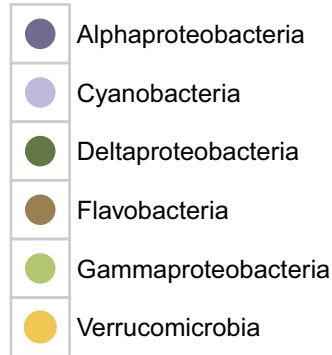 Alphaproteobacteria
Cyanobacteria
Deltaproteobacteria
Flavobacteria
Gammaproteobacteria
Verrucomicrobia